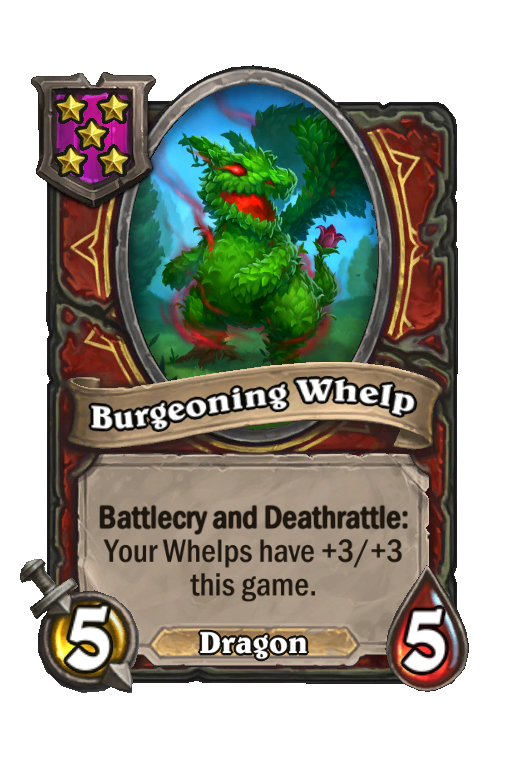 Burgeoning Whelp
Battlecry and Deathrattle:
Your Whelps have +3/+3
this game.
5
Dragon
5